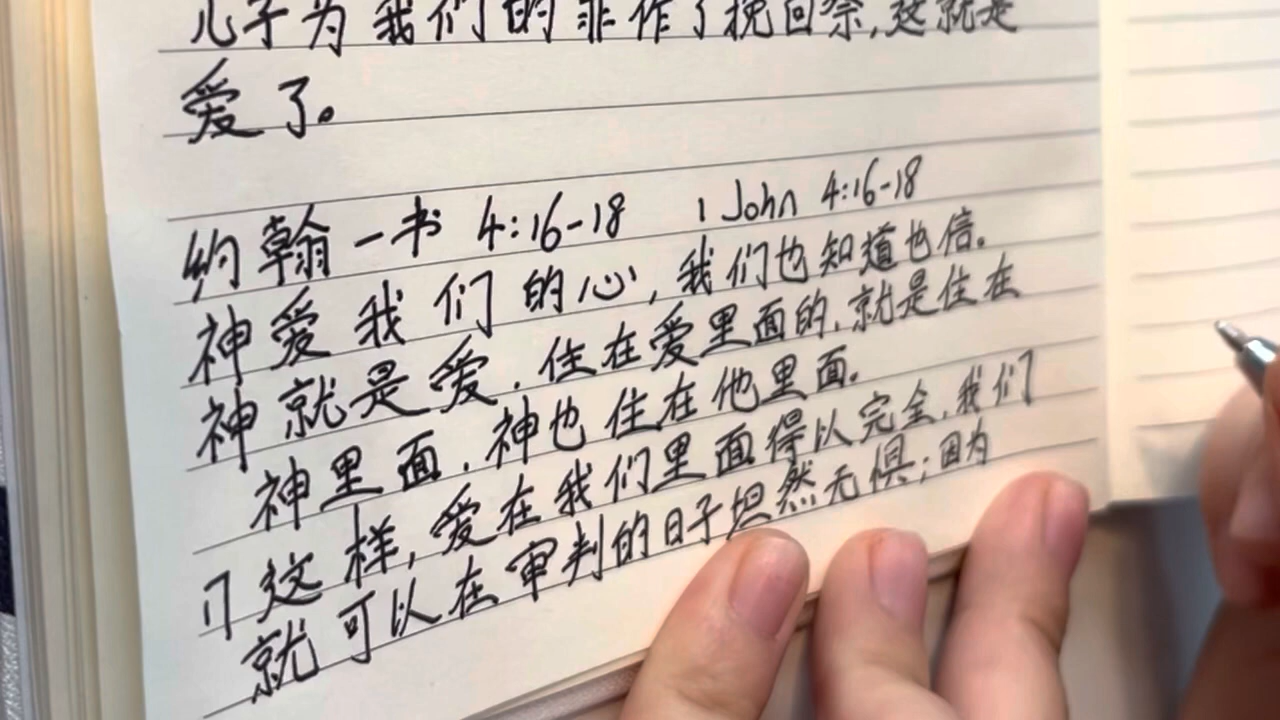 儿子为我们的罪作了挽回祭,这就是
爱了。
约翰一书 4:16-18 1 John 4:16-18
神爱我们的心,我们也知道也信。
神就是爱.住在爱里面的.就是住在
神里面.神也住在他里面.
17 这样,爱在我们里面得以完全.我们
就可以在审判的日子坦然无惧;因为